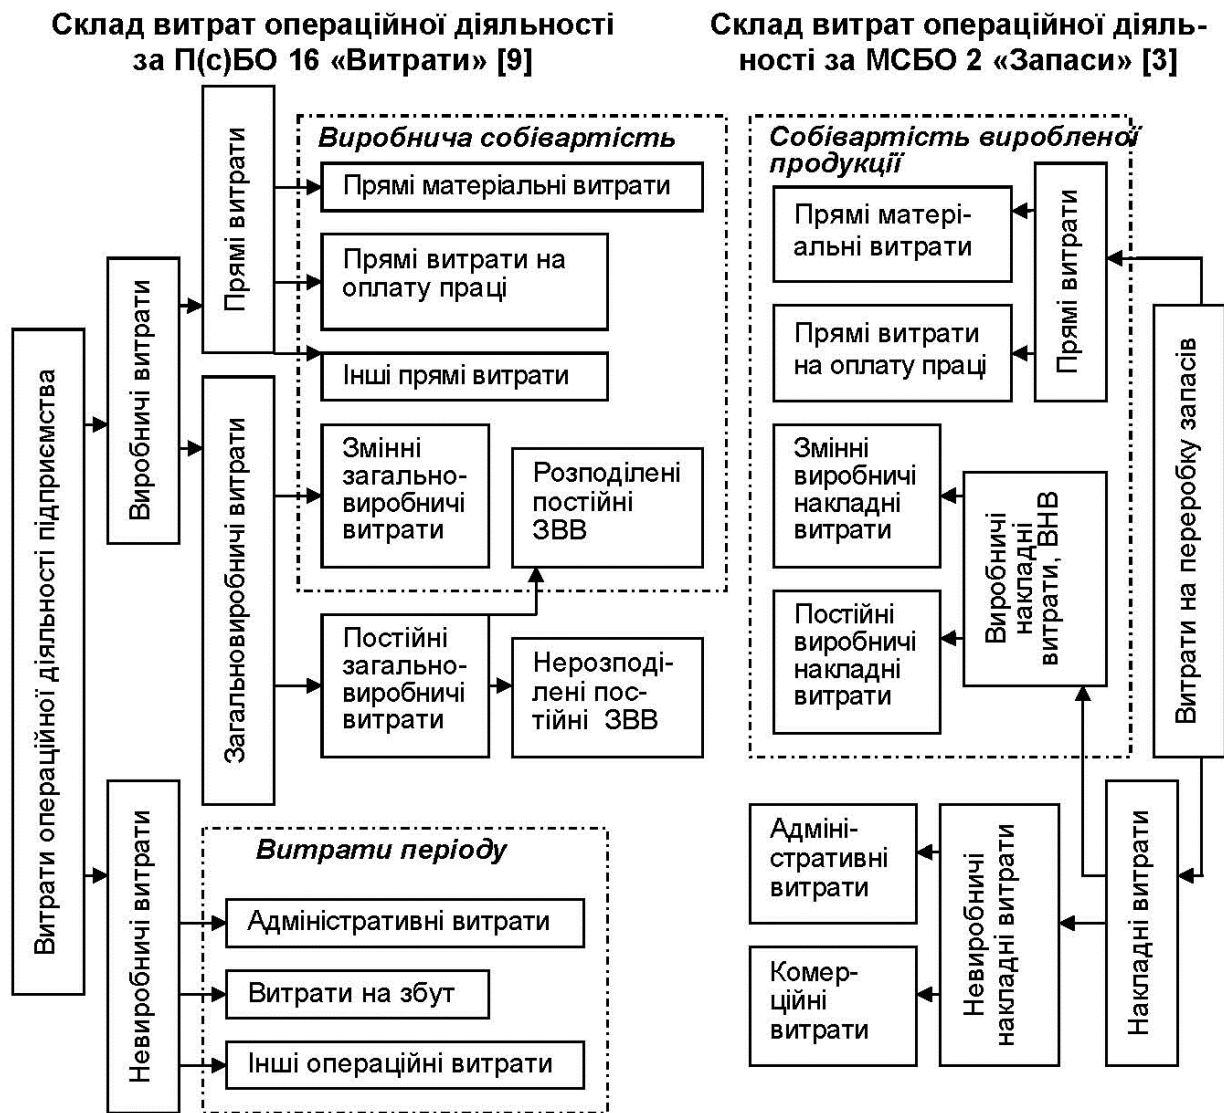 Склад витрат операційної діяльності
за П(с)БО 16 «Витрати» [9]
Витрати операційної діяльності підприємства
Виробничі витрати
Прямі витрати
Виробнича собівартість
Прямі матеріальні витрати
Прямі витрати на
оплату праці
Інші прямі витрати
Загальновиробничі витрати
Змінні
загально-
виробничі
витрати
Розподілені
постійні
ЗВВ
Постійні
загально-
виробничі
витрати
Нерозподі-
лені пос-
тійні ЗВВ
Невиробничі витрати
Витрати періоду
Адміністративні витрати
Витрати на збут
Інші операційні витрати
Склад витрат операційної діяль-
ності за МСБО 2 «Запаси» [3]
Собівартість виробленої
продукції
Прямі матері-
альні витрати
Прямі витрати
на оплату праці
Прямі витрати
Змінні
виробничі
накладні
витрати
Постійні
виробничі
накладні
витрати
Виробничі
накладні
витрати, ВНВ
Витрати на переробку запасів
Адміні-
стративні
витрати
Комер-
ційні
витрати
Невиробничі
накладні витрати
Накладні витрати